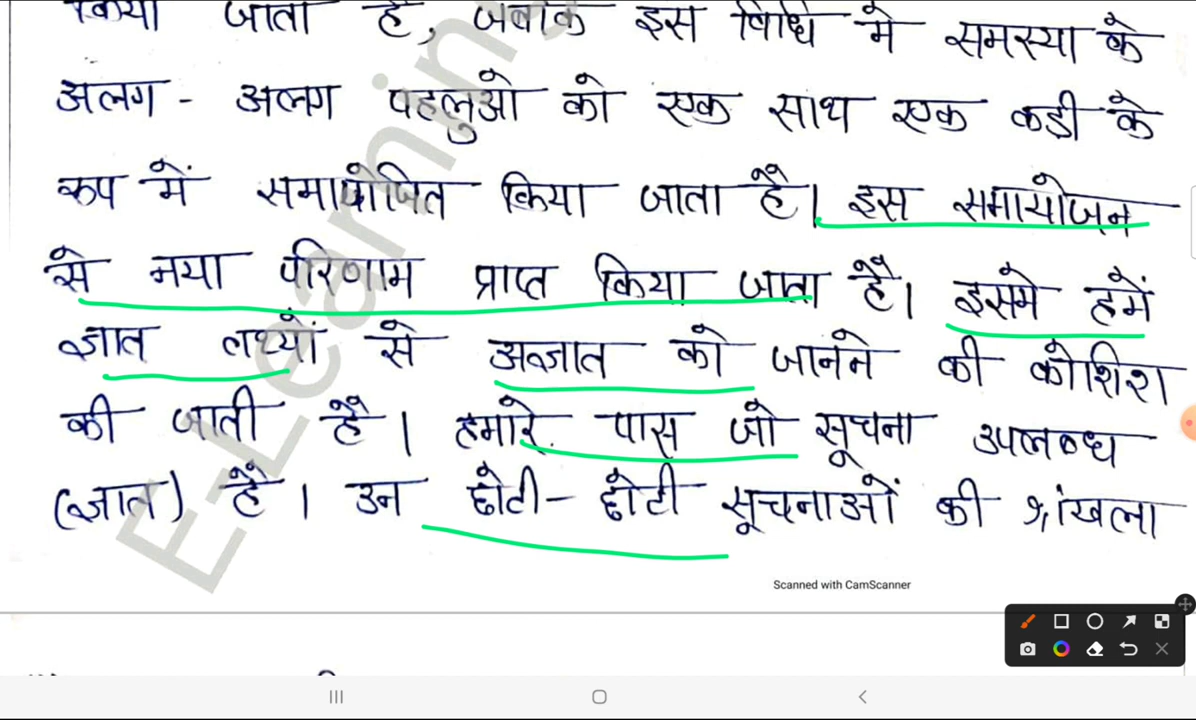 किया जाता है, जबकि इस विधि में समस्या के
अलग - अलग पहलुओ को एक साथ एक कडी के
रूप में समायोजित किया जाता है। इस समायोजन
से नया परिणाम प्राप्त किया जाता है। इसमे हमें
ज्ञात तथ्यों से अज्ञात को जानने की कोशिश
की जाती है। हमारे पास जो सूचना उपलब्ध
(ज्ञात) है। उन छोटी-छोटी सूचनाओं की श्रृंखला
E-Learnin
Scanned with CamScanner